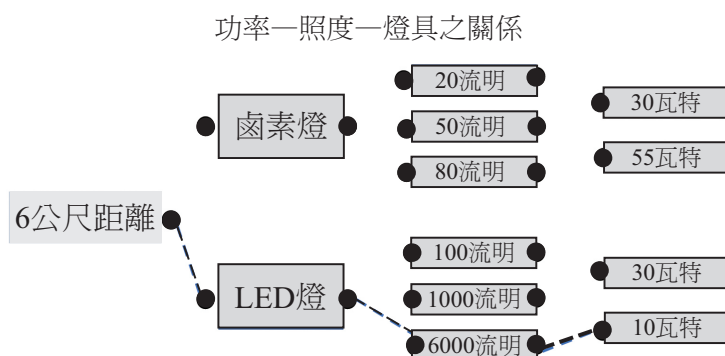 功率—照度—燈具之關係
20流明
30瓦特
鹵素燈
50流明
55瓦特
80流明
6公尺距離
100流明
30瓦特
LED燈
1000流明
10瓦特
6000流明